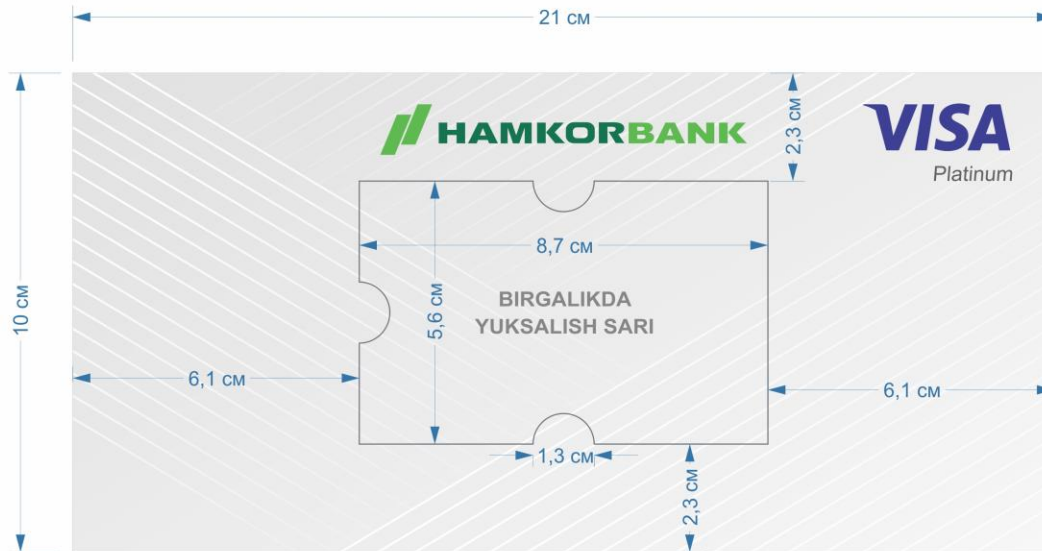 21 см
HAMKORBANK
VISA
Platinum
2,3 см
8,7 см
5,6 см
BIRGALIKDA
YUKSALISH SARI
10 см
6,1 см
6,1 см
1,3 см
2,3 см